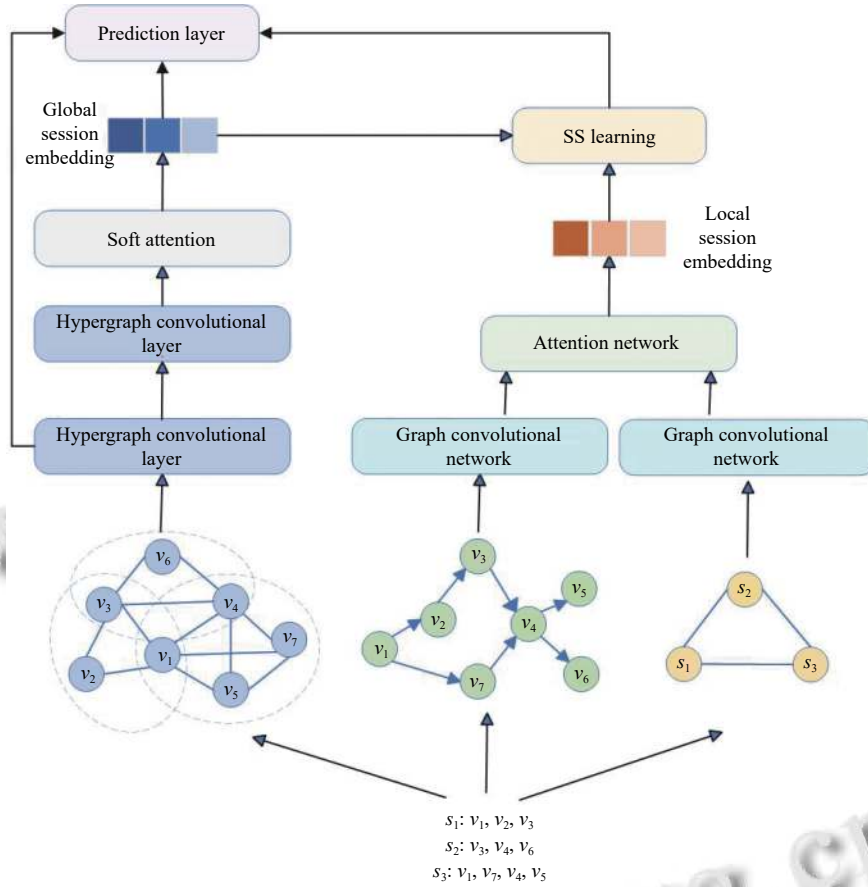 Prediction layer
Global
session
embedding
SS learning
Soft attention
Local
session
embedding
Hypergraph convolutional
layer
Attention network
Hypergraph convolutional
layer
Graph convolutional
network
Graph convolutional
network
v6
v3
v4
v1
v7
v2
v5
v3
v5
v2
v4
v1
v7
v6
s2
s1
s3
s1: v1, v2, v3
s2: v3, v4, v6
s3: v1, v7, v4, v5